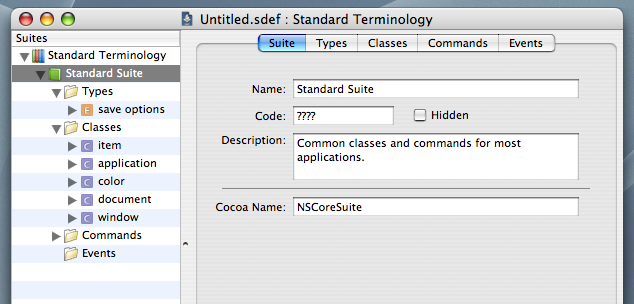 Untitled.sdef : Standard Terminology
Suites
Standard Terminology
Standard Suite
Types
save options
Classes
item
application
color
document
window
Commands
Events
Suite Types Classes Commands Events
Name: Standard Suite
Code: ???? Hidden
Description: Common classes and commands for most
applications.
Cocoa Name: NSCoreSuite